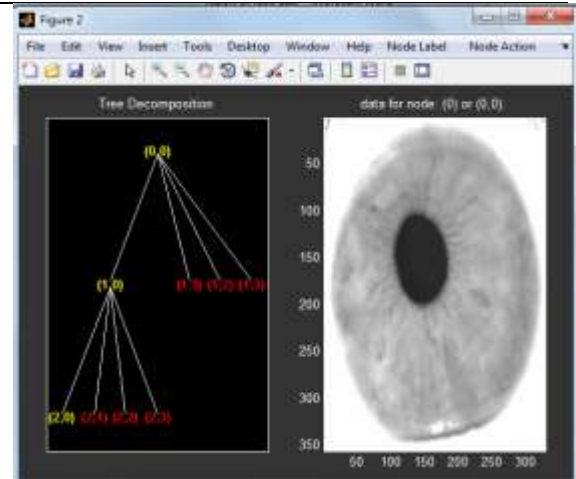 Figure 2
File Edit View Insert Tools Desktop Window Help Node Label Node Action
Tree Decomposition
data for node: (0) or (0,0)
(0,0)
(1,0) (1,1) (1,2) (1,3)
(2,0) (2,1) (2,2) (2,3)
50
100
150
200
250
300
350
50 100 150 200 250 300